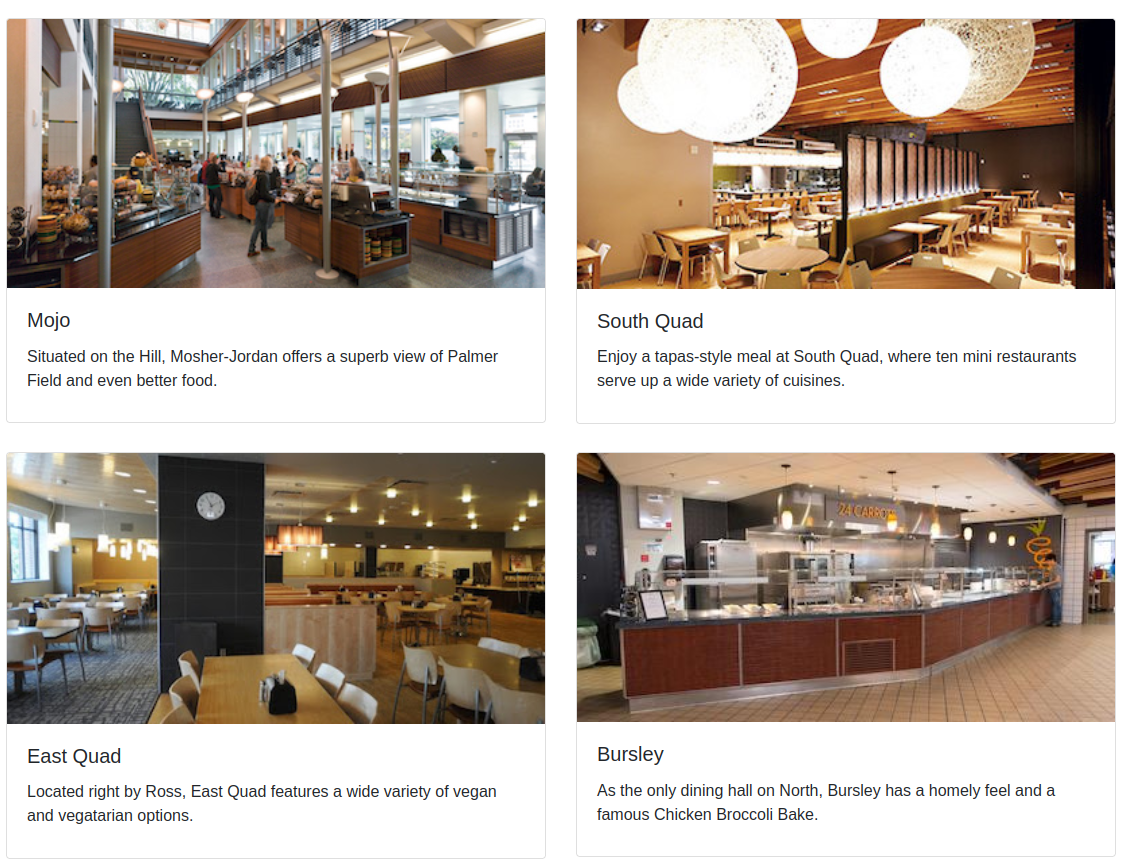 Mojo
Situated on the Hill, Mosher-Jordan offers a superb view of Palmer
Field and even better food.
South Quad
Enjoy a tapas-style meal at South Quad, where ten mini restaurants
serve up a wide variety of cuisines.
24 CARROTS
East Quad
Located right by Ross, East Quad features a wide variety of vegan
and vegatarian options.
Bursley
As the only dining hall on North, Bursley has a homely feel and a
famous Chicken Broccoli Bake.